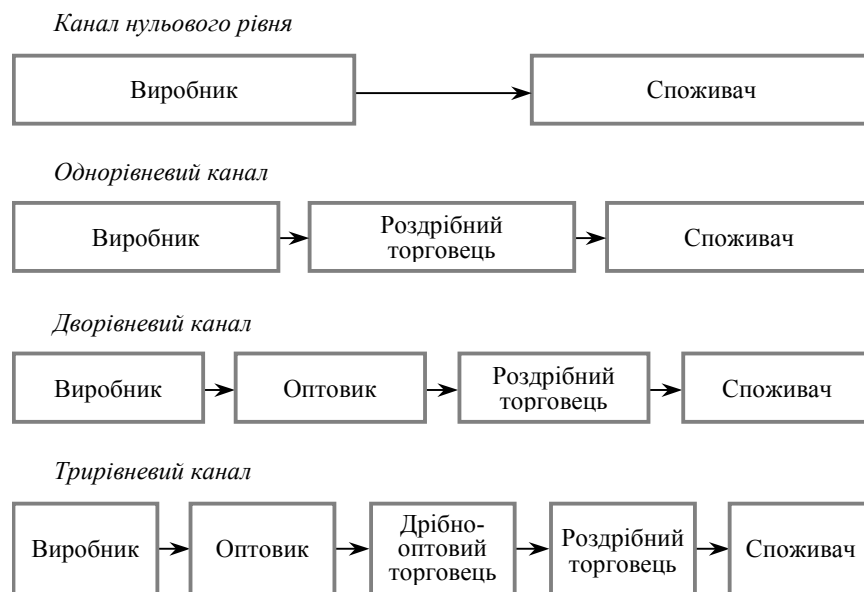 Канал нульового рівня
Виробник Споживач
Однорівневий канал
Виробник Роздрібний торговець Споживач
Дворівневий канал
Виробник Оптовик Роздрібний торговець Споживач
Трирівневий канал
Виробник Оптовик Дрібно-оптовий торговець Роздрібний торговець Споживач